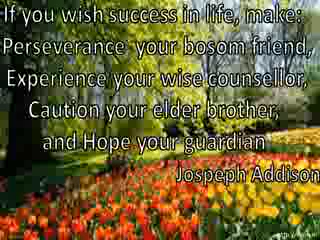 If you wish success in life, make:
Perseverance your bosom friend,
Experience your wise counsellor,
Caution your elder brother,
and Hope your guardian
Jospeph Addison